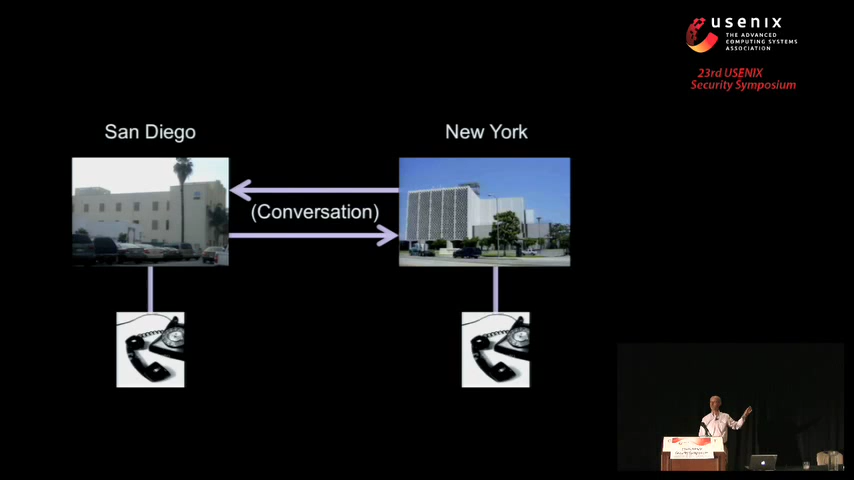 usenix
THE ADVANCED
COMPUTING SYSTEMS
ASSOCIATION
23rd USENIX
Security Symposium
San Diego
New York
(Conversation)